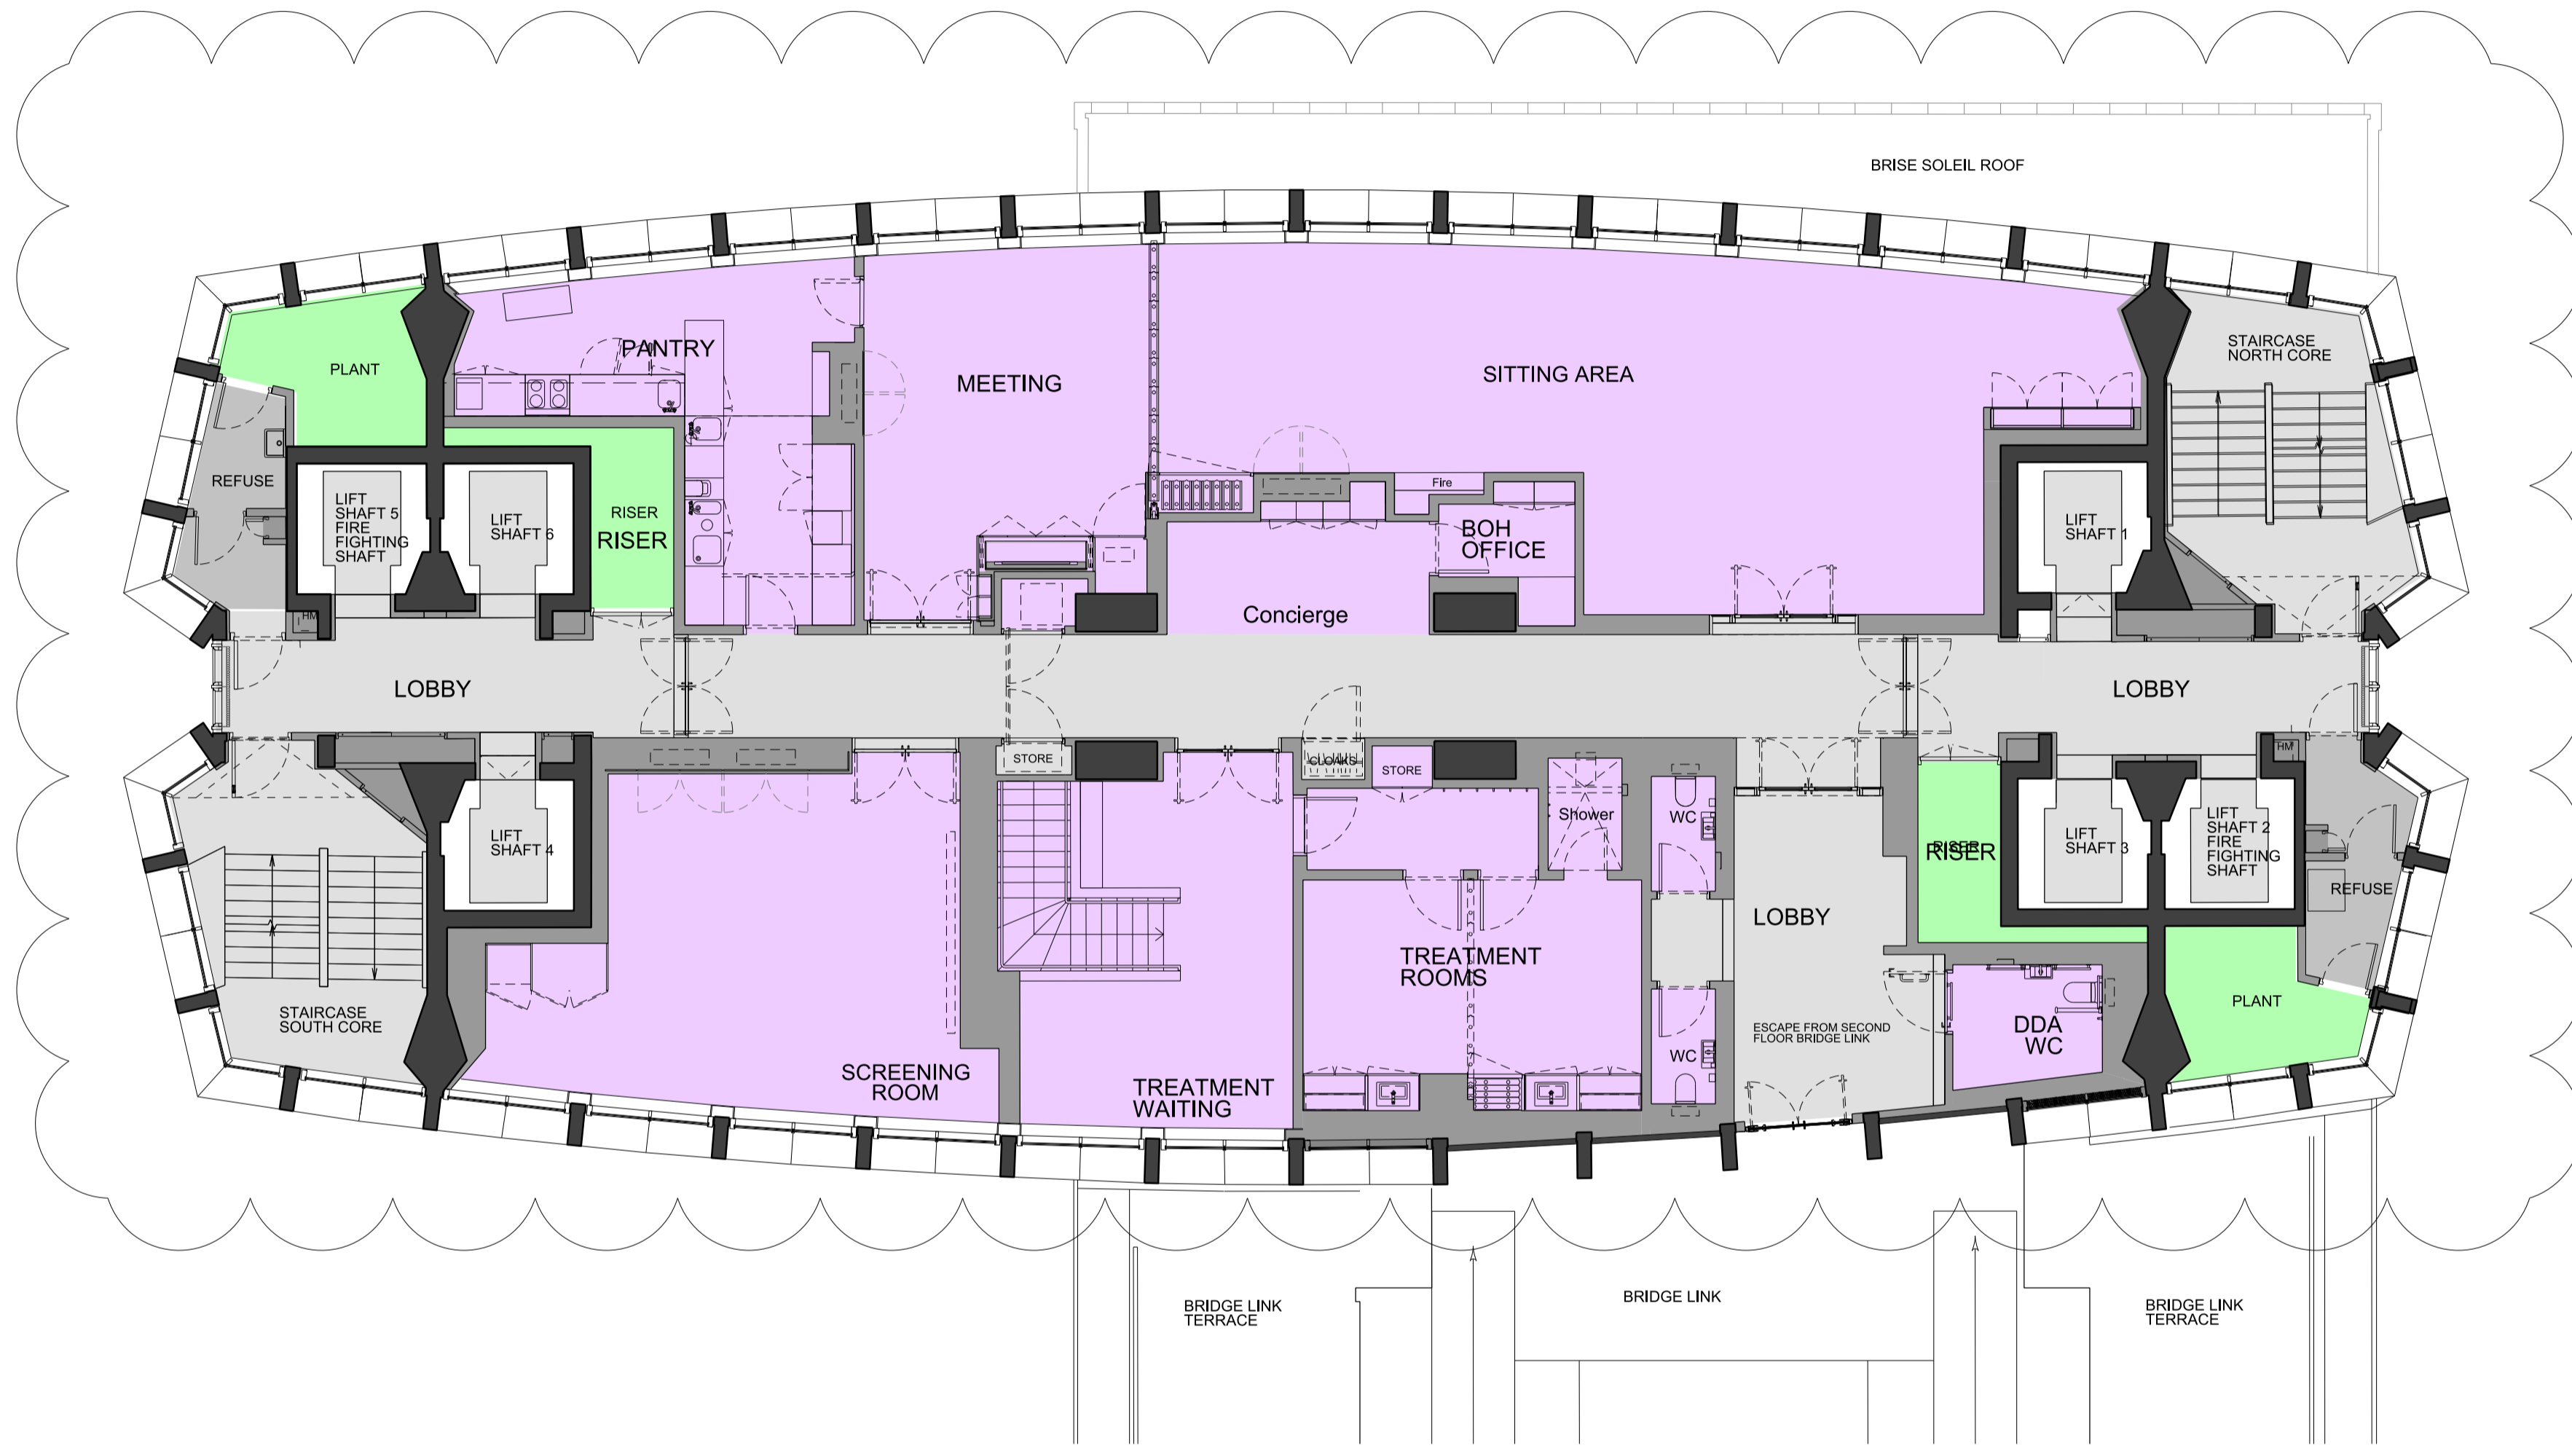 BRISE SOLEIL ROOF
STAIRCASE
NORTH CORE
PLANT
PANTRY
MEETING
SITTING AREA
REFUSE
LIFT
SHAFT 5
FIRE
FIGHTING
SHAFT
LIFT
SHAFT 6
RISER
RISER
Fire
BOH
OFFICE
LIFT
SHAFT 1
HM
Concierge
LOBBY
LOBBY
STORE
CLOAKS
STORE
HM
LIFT
SHAFT 4
Shower
WC
RISER
RISER
LIFT
SHAFT 3
LIFT
SHAFT 2
FIRE
FIGHTING
SHAFT
REFUSE
LOBBY
TREATMENT
ROOMS
STAIRCASE
SOUTH CORE
ESCAPE FROM SECOND
FLOOR BRIDGE LINK
DDA
WC
PLANT
SCREENING
ROOM
TREATMENT
WAITING
WC
BRIDGE LINK
TERRACE
BRIDGE LINK
BRIDGE LINK
TERRACE